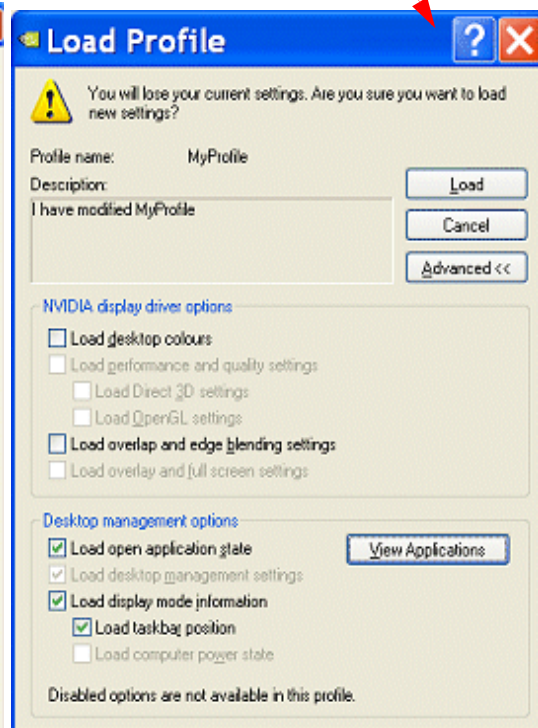 Load Profile
?
You will lose your current settings. Are you sure you want to load
new settings?
Profile name: MyProfile
Description:
I have modified MyProfile
Load
Cancel
Advanced <<
NVIDIA display driver options
Load desktop colours
Load performance and quality settings
Load Direct 3D settings
Load OpenGL settings
Load overlap and edge blending settings
Load overlay and full screen settings
Desktop management options
Load open application state
View Applications
Load desktop management settings
Load display mode information
Load taskbar position
Load computer power state
Disabled options are not available in this profile.